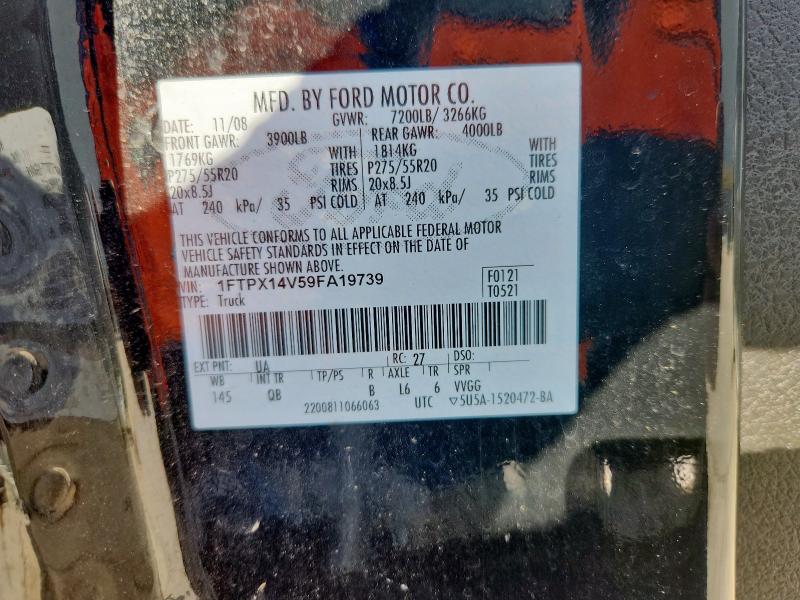 MFD. BY FORD MOTOR CO.
DATE: 11/08 GVWR: 7200LB/ 3266KG
FRONT GAWR: 3900LB REAR GAWR: 4000LB
1769KG WITH 1814KG WITH
P275/55R20 TIRES P275/55R20 TIRES
20x8.5J RIMS 20x8.5J RIMS
AT 240 kPa/ 35 PSI COLD AT 240 kPa/ 35 PSI COLD
THIS VEHICLE CONFORMS TO ALL APPLICABLE FEDERAL MOTOR
VEHICLE SAFETY STANDARDS IN EFFECT ON THE DATE OF
MANUFACTURE SHOWN ABOVE.
VIN: 1FTPX14V59FA19739 F0121
TYPE: Truck T0521
EXT PNT: UA RC: 27 DSO:
WB INT TR TP/PS R AXLE TR SPR
145 QB B L6 6 VVGG
2200811066063 UTC ▽5U5A-1520472-BA